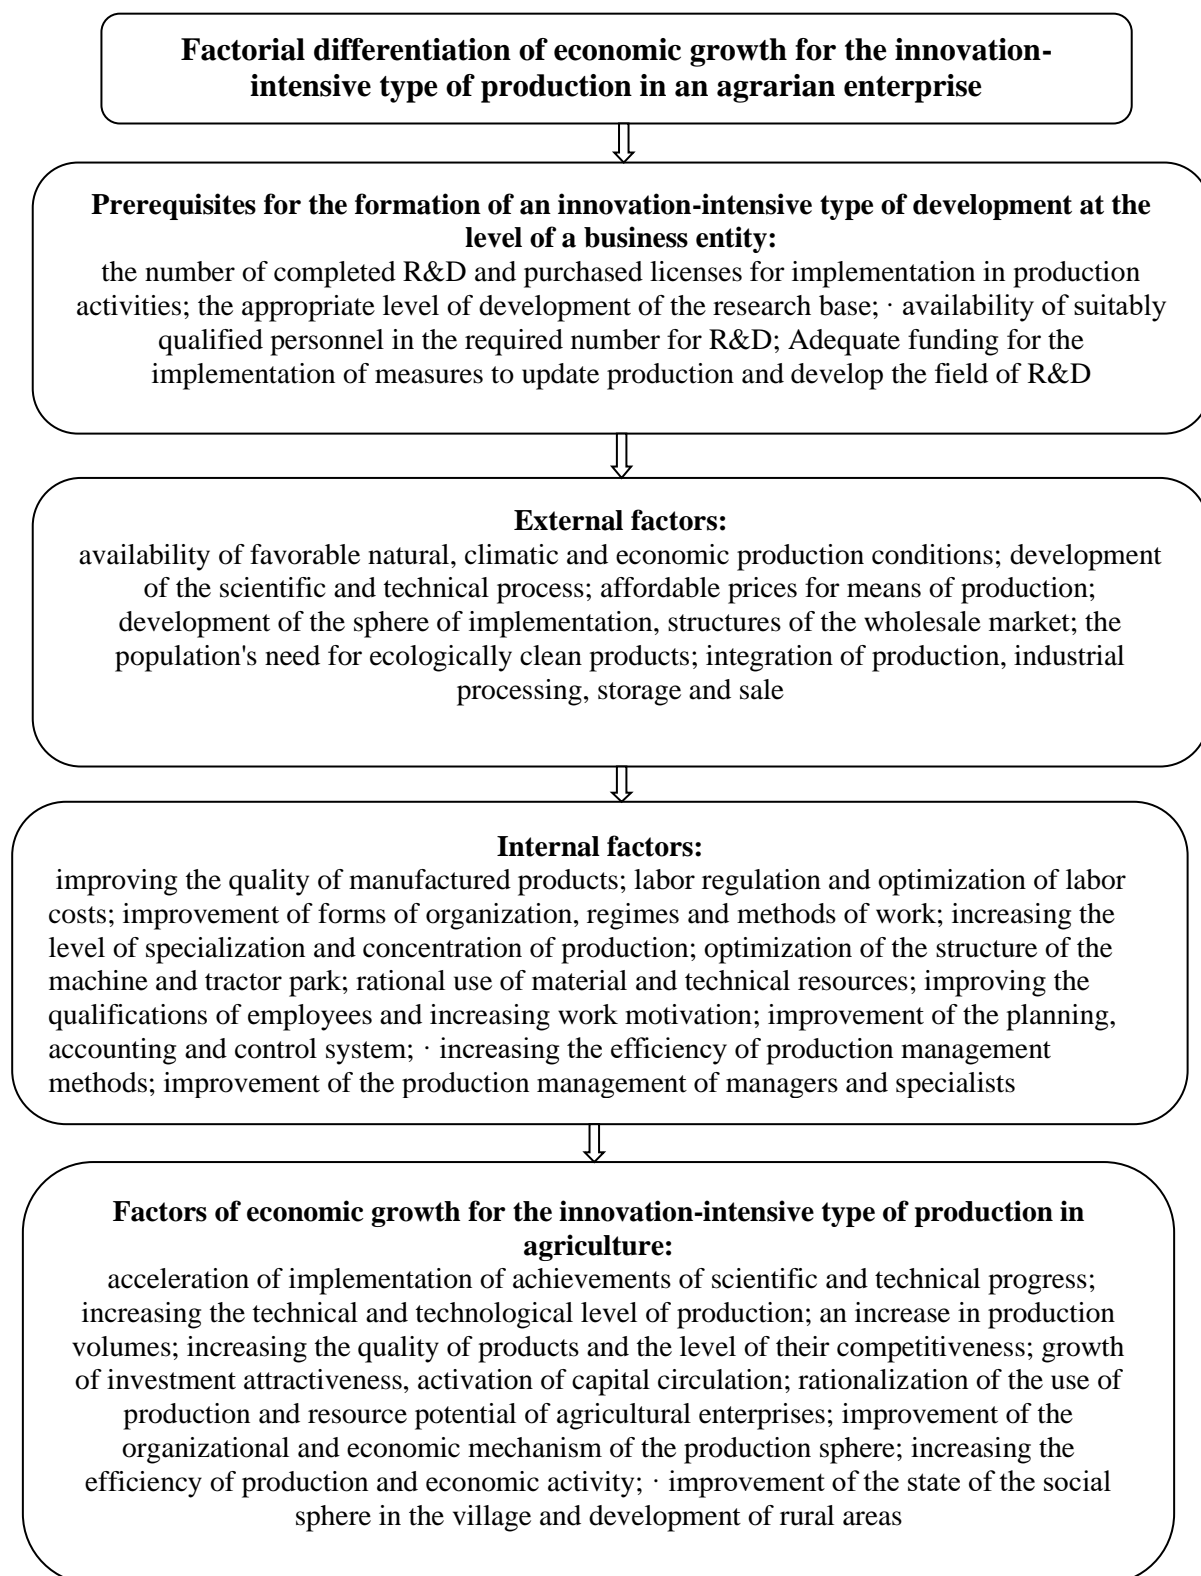 Factorial differentiation of economic growth for the innovation-
intensive type of production in an agrarian enterprise
Prerequisites for the formation of an innovation-intensive type of development at the
level of a business entity:
the number of completed R&D and purchased licenses for implementation in production
activities; the appropriate level of development of the research base; · availability of suitably
qualified personnel in the required number for R&D; Adequate funding for the
implementation of measures to update production and develop the field of R&D
External factors:
availability of favorable natural, climatic and economic production conditions; development
of the scientific and technical process; affordable prices for means of production;
development of the sphere of implementation, structures of the wholesale market; the
population's need for ecologically clean products; integration of production, industrial
processing, storage and sale
Internal factors:
improving the quality of manufactured products; labor regulation and optimization of labor
costs; improvement of forms of organization, regimes and methods of work; increasing the
level of specialization and concentration of production; optimization of the structure of the
machine and tractor park; rational use of material and technical resources; improving the
qualifications of employees and increasing work motivation; improvement of the planning,
accounting and control system; · increasing the efficiency of production management
methods; improvement of the production management of managers and specialists
Factors of economic growth for the innovation-intensive type of production in
agriculture:
acceleration of implementation of achievements of scientific and technical progress;
increasing the technical and technological level of production; an increase in production
volumes; increasing the quality of products and the level of their competitiveness; growth
of investment attractiveness, activation of capital circulation; rationalization of the use of
production and resource potential of agricultural enterprises; improvement of the
organizational and economic mechanism of the production sphere; increasing the
efficiency of production and economic activity; · improvement of the state of the social
sphere in the village and development of rural areas